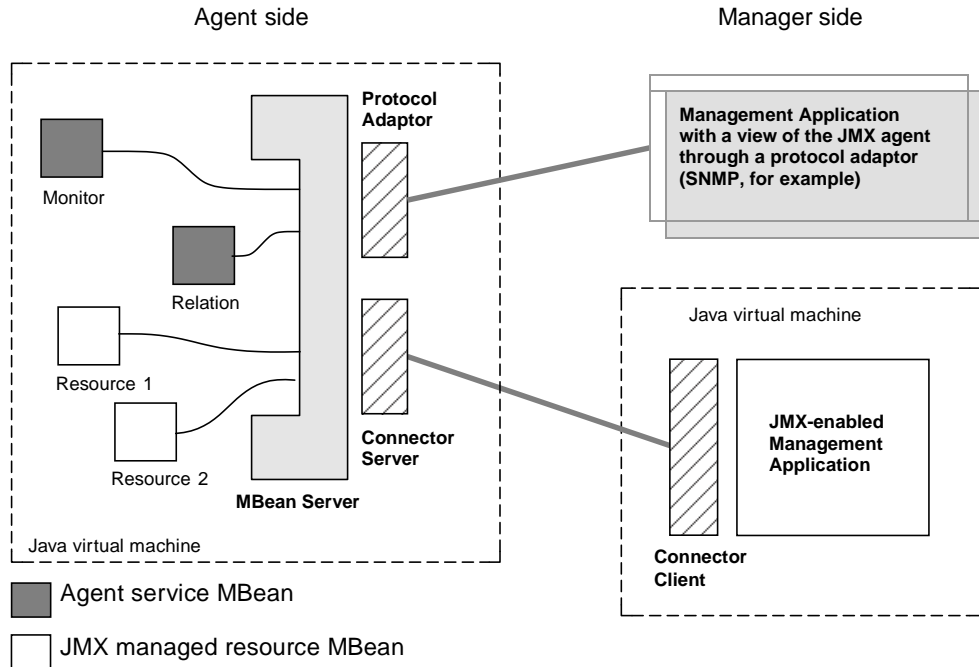 Agent side
Manager side
Protocol
Adaptor
Management Application
with a view of the JMX agent
through a protocol adaptor
(SNMP, for example)
Monitor
Relation
Java virtual machine
Resource 1
JMX-enabled
Management
Application
Connector
Server
Resource 2
MBean Server
Java virtual machine
Connector
Client
Agent service MBean
JMX managed resource MBean